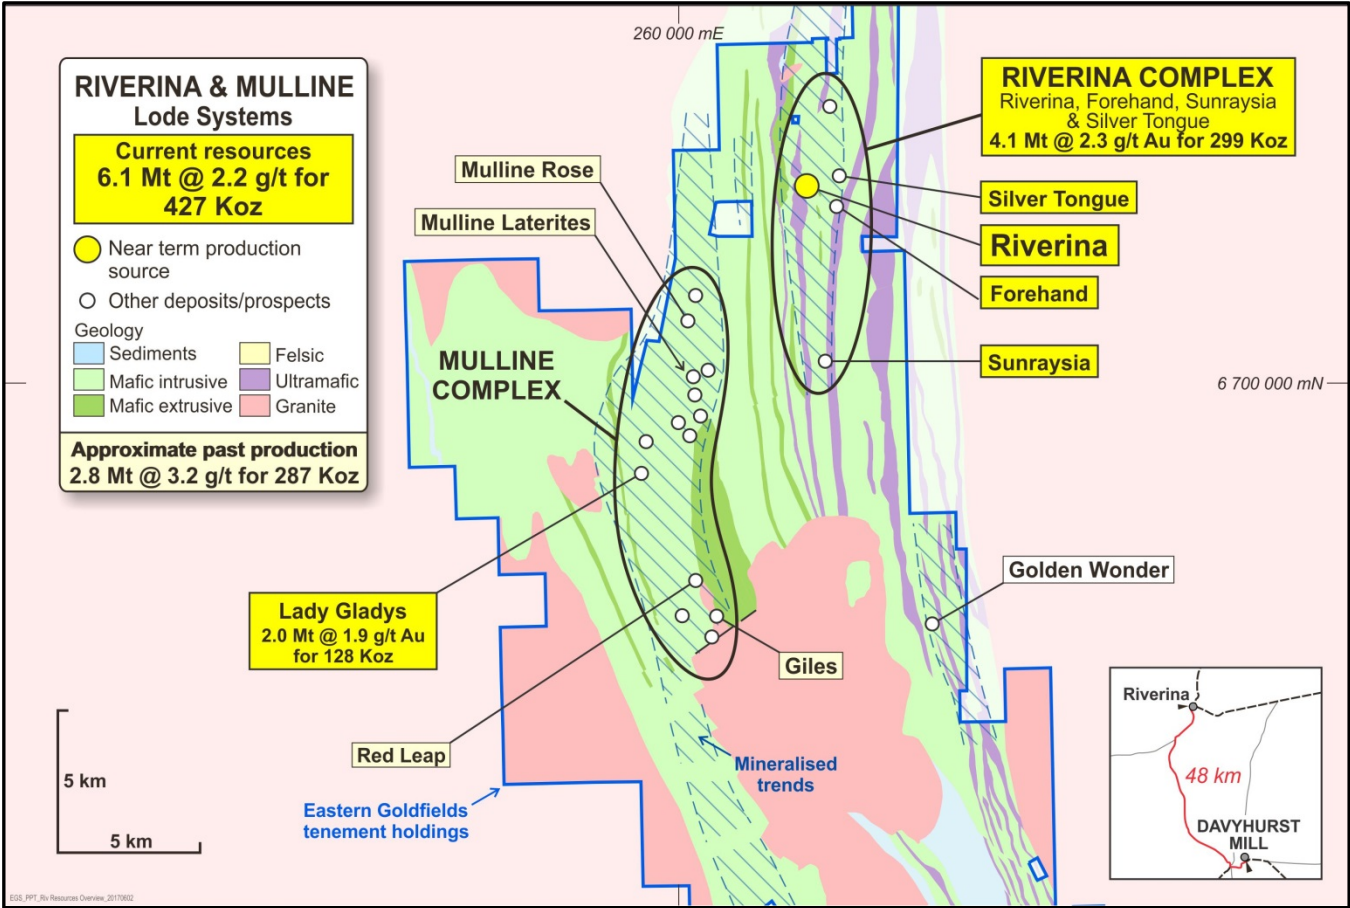 260 000 mE
RIVERINA & MULLINE
Lode Systems
Current resources
6.1 Mt @ 2.2 g/t for
427 Koz
Near term production
source
Other deposits/prospects
Geology
Sediments
Felsic
Mafic intrusive
Ultramafic
Mafic extrusive
Granite
Approximate past production
2.8 Mt @ 3.2 g/t for 287 Koz
RIVERINA COMPLEX
Riverina, Forehand, Sunraysia
& Silver Tongue
4.1 Mt @ 2.3 g/t Au for 299 Koz
Mulline Rose
Mulline Laterites
Silver Tongue
Riverina
Forehand
Sunraysia
MULLINE
COMPLEX
6 700 000 mN
Golden Wonder
Lady Gladys
2.0 Mt @ 1.9 g/t Au
for 128 Koz
Giles
Red Leap
Mineralised
trends
Eastern Goldfields
tenement holdings
5 km
5 km
Riverina
48 km
DAVYHURST
MILL
EGS_PPT_Riv Resources Overview_20170602